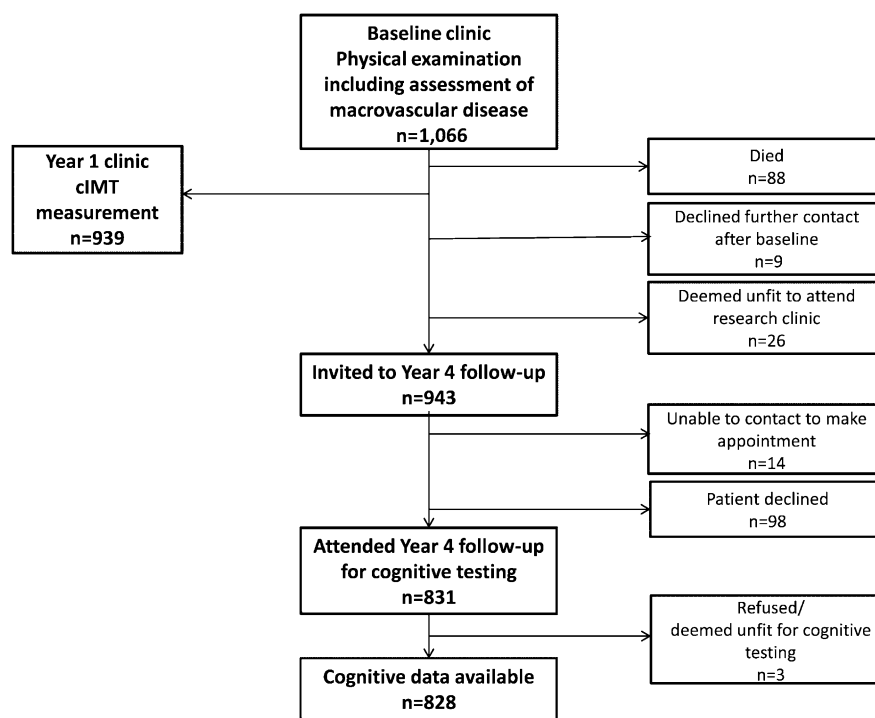 Baseline clinic
Physical examination
including assessment of
macrovascular disease
n=1,066
Year 1 clinic
cIMT
measurement
n=939
Died
n=88
Declined further contact
after baseline
n=9
Deemed unfit to attend
research clinic
n=26
Invited to Year 4 follow-up
n=943
Unable to contact to make
appointment
n=14
Patient declined
n=98
Attended Year 4 follow-up
for cognitive testing
n=831
Refused/
deemed unfit for cognitive
testing
n=3
Cognitive data available
n=828